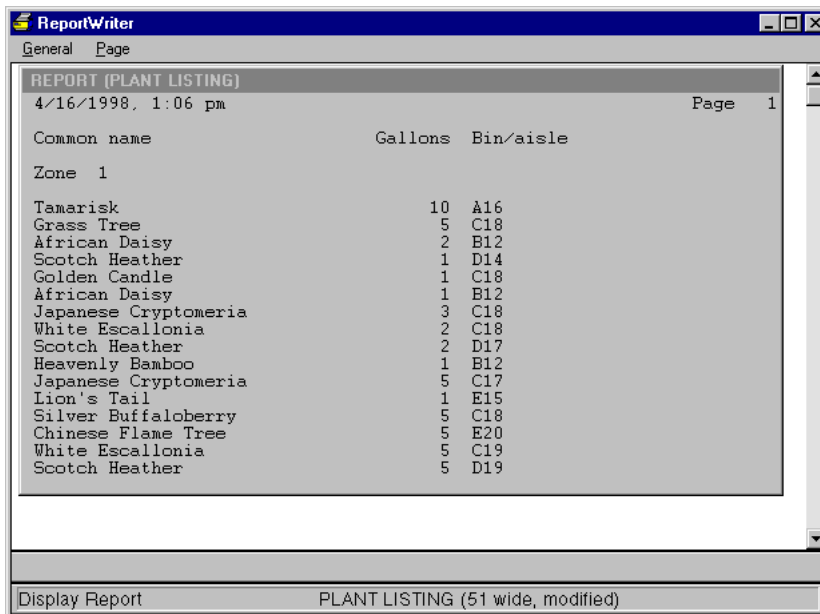 ReportWriter
General Page
REPORT (PLANT LISTING)
4/16/1998, 1:06 pm Page 1
Common name Gallons Bin/aisle
Zone 1
Tamarisk 10 A16
Grass Tree 5 C18
African Daisy 2 B12
Scotch Heather 1 D14
Golden Candle 1 C18
African Daisy 1 B12
Japanese Cryptomeria 3 C18
White Escallonia 2 C18
Scotch Heather 2 D17
Heavenly Bamboo 1 B12
Japanese Cryptomeria 5 C17
Lion's Tail 1 E15
Silver Buffaloberry 5 C18
Chinese Flame Tree 5 E20
White Escallonia 5 C19
Scotch Heather 5 D19
Display Report PLANT LISTING (51 wide, modified)